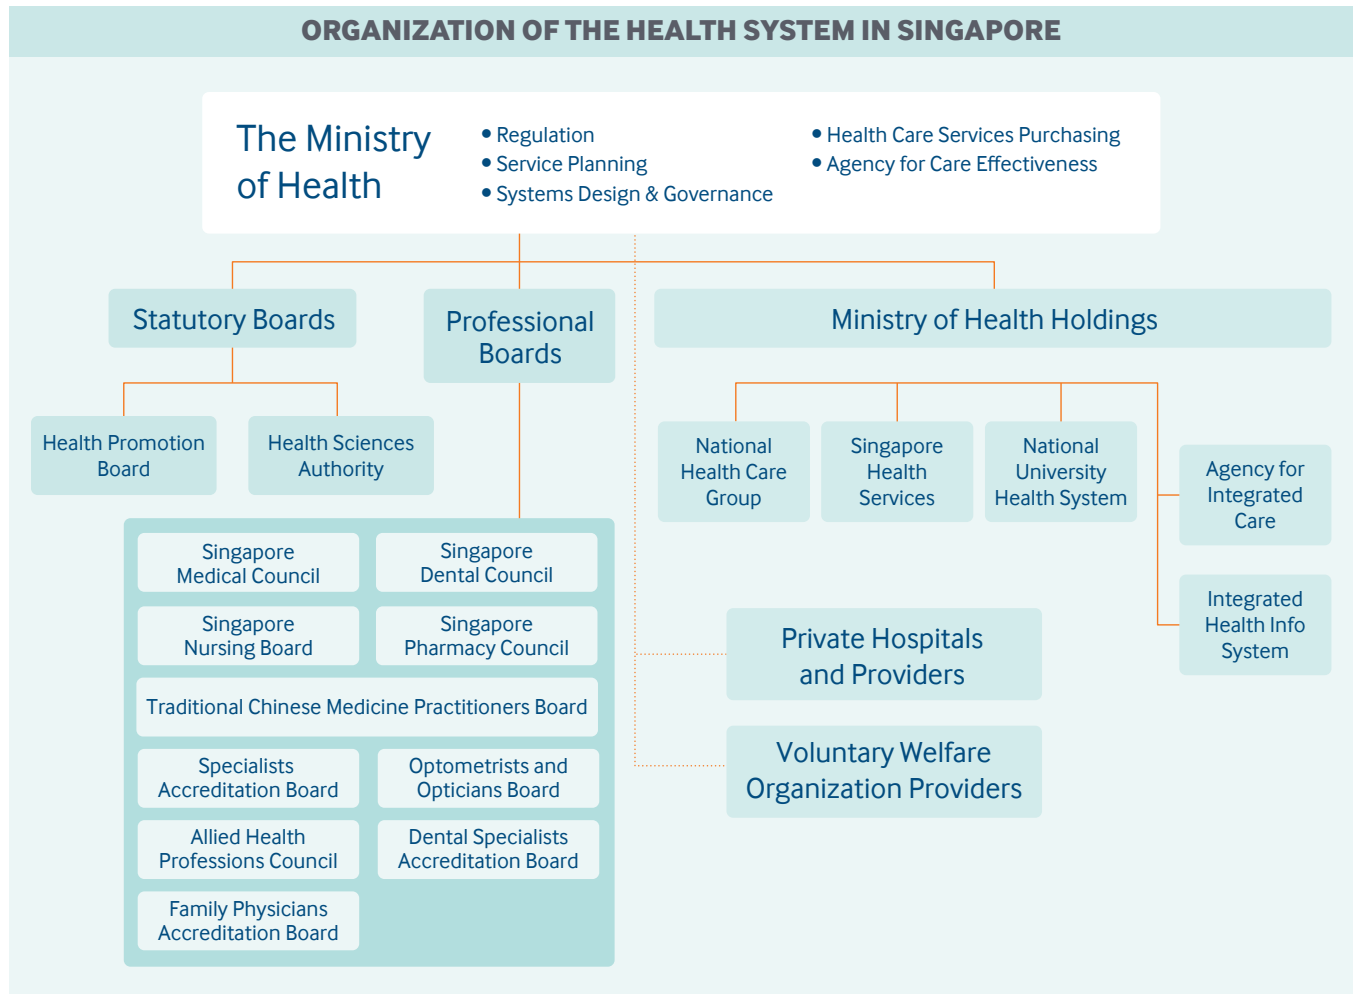 ORGANIZATION OF THE HEALTH SYSTEM IN SINGAPORE
The Ministry
of Health
• Regulation
• Service Planning
• Systems Design & Governance
• Health Care Services Purchasing
• Agency for Care Effectiveness
Statutory Boards
Professional
Boards
Ministry of Health Holdings
Health Promotion
Board
Health Sciences
Authority
National
Health Care
Group
Singapore
Health
Services
National
University
Health System
Agency for
Integrated
Care
Integrated
Health Info
System
Singapore
Medical Council
Singapore
Dental Council
Singapore
Nursing Board
Singapore
Pharmacy Council
Traditional Chinese Medicine Practitioners Board
Specialists
Accreditation Board
Optometrists and
Opticians Board
Allied Health
Professions Council
Dental Specialists
Accreditation Board
Family Physicians
Accreditation Board
Private Hospitals
and Providers
Voluntary Welfare
Organization Providers